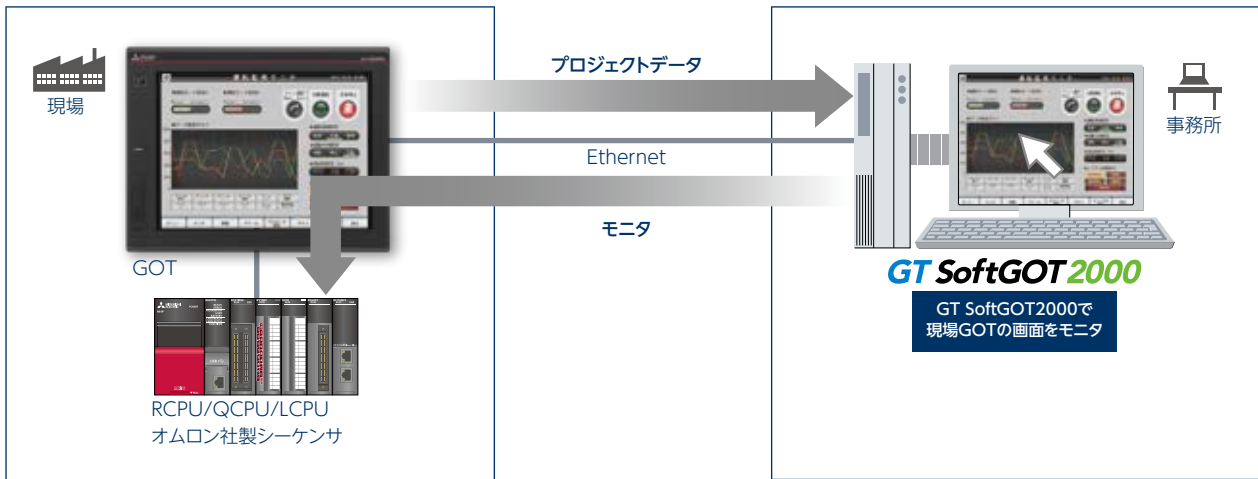 現場
プロジェクトデータ
事務所
Ethernet
モニタ
GOT
GT SoftGOT2000
GT SoftGOT2000で
現場GOTの画面をモニタ
RCPU/QCPU/LCPU
オムロン社製シーケンサ